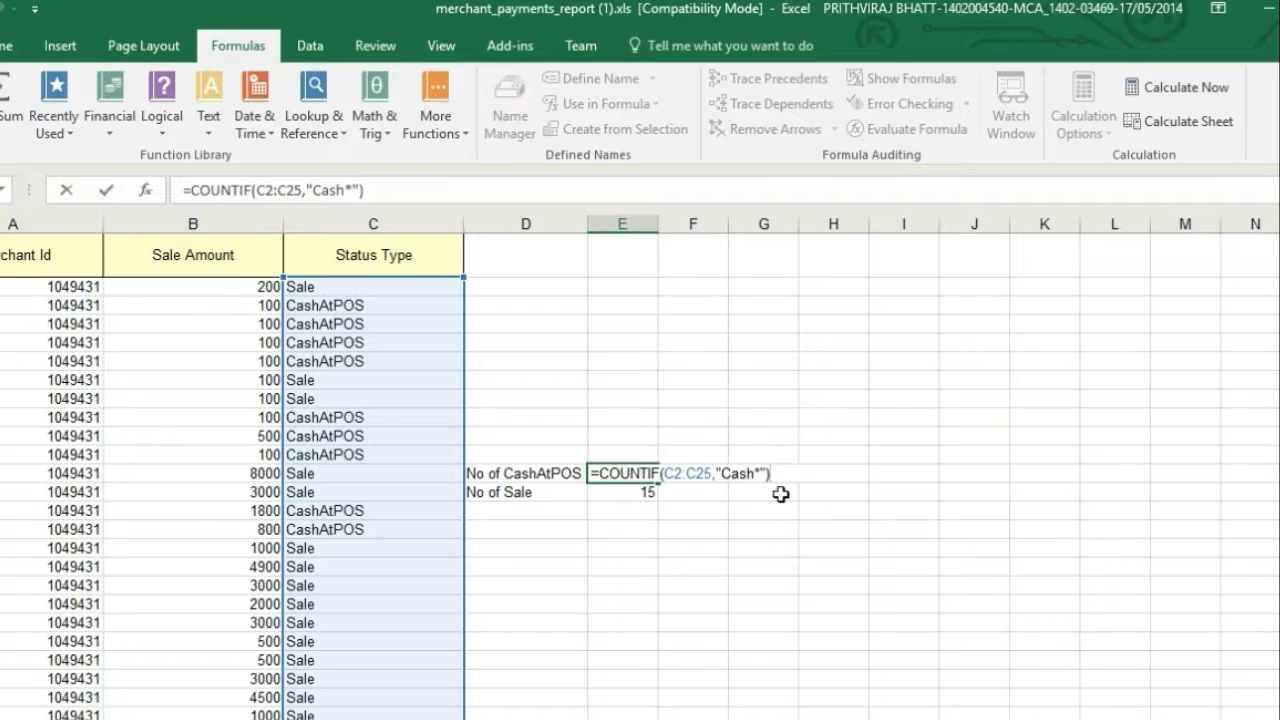 merchant_payments_report (1).xls [Compatibility Mode] - Excel PRITHVIRAJ BHATT-1402004540-MCA_1402-03469-17/05/2014
Insert Page Layout Formulas Data Review View Add-ins Team Tell me what you want to do
Recently Used Financial Logical Text Date & Time Lookup & Reference Math & Trig More Functions
Function Library
Name Manager
Define Name
Use in Formula
Create from Selection
Defined Names
Trace Precedents Show Formulas
Trace Dependents Error Checking
Remove Arrows Evaluate Formula
Formula Auditing
Watch Window
Calculation Options
Calculate Now
Calculate Sheet
Calculation
fx =COUNTIF(C2:C25,"Cash*")
A B C D E F G H I J K L M N
chant Id Sale Amount Status Type
1049431 200 Sale
1049431 100 CashAtPOS
1049431 100 CashAtPOS
1049431 100 CashAtPOS
1049431 100 CashAtPOS
1049431 100 Sale
1049431 100 Sale
1049431 100 CashAtPOS
1049431 500 CashAtPOS
1049431 100 CashAtPOS
1049431 8000 Sale No of CashAtPOS =COUNTIF(C2:C25,"Cash*")
1049431 3000 Sale No of Sale 15
1049431 1800 CashAtPOS
1049431 800 CashAtPOS
1049431 1000 Sale
1049431 4900 Sale
1049431 3000 Sale
1049431 2000 Sale
1049431 3000 Sale
1049431 500 Sale
1049431 500 Sale
1049431 3000 Sale
1049431 4500 Sale
1049431 1000 Sale